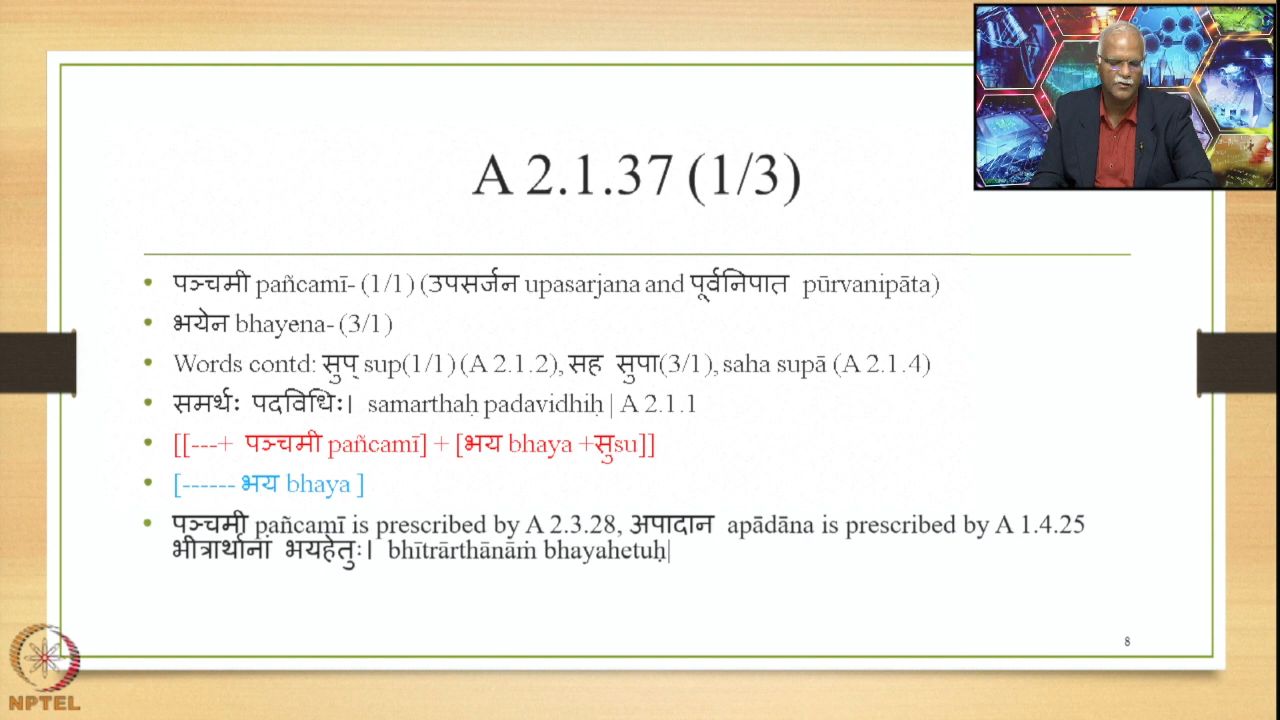 A 2.1.37 (1/3)
• पञ्चमी pañcamī- (1/1) (उपसर्जन upasarjana and पूर्वनिपात pūrvanipāta)
• भयेन bhayena- (3/1)
• Words contd: सुप् sup(1/1) (A 2.1.2), सह सुपा(3/1), saha supā (A 2.1.4)
• समर्थः पदविधिः। samarthaḥ padavidhiḥ | A 2.1.1
• [[---+ पञ्चमी pañcamī] + [भय bhaya +सुsu]]
• [------ भय bhaya ]
• पञ्चमी pañcamī is prescribed by A 2.3.28, अपादान apādāna is prescribed by A 1.4.25
भीत्रार्थानां भयहेतुः। bhītrārthānāṁ bhayahetuḥ|
8
NPTEL